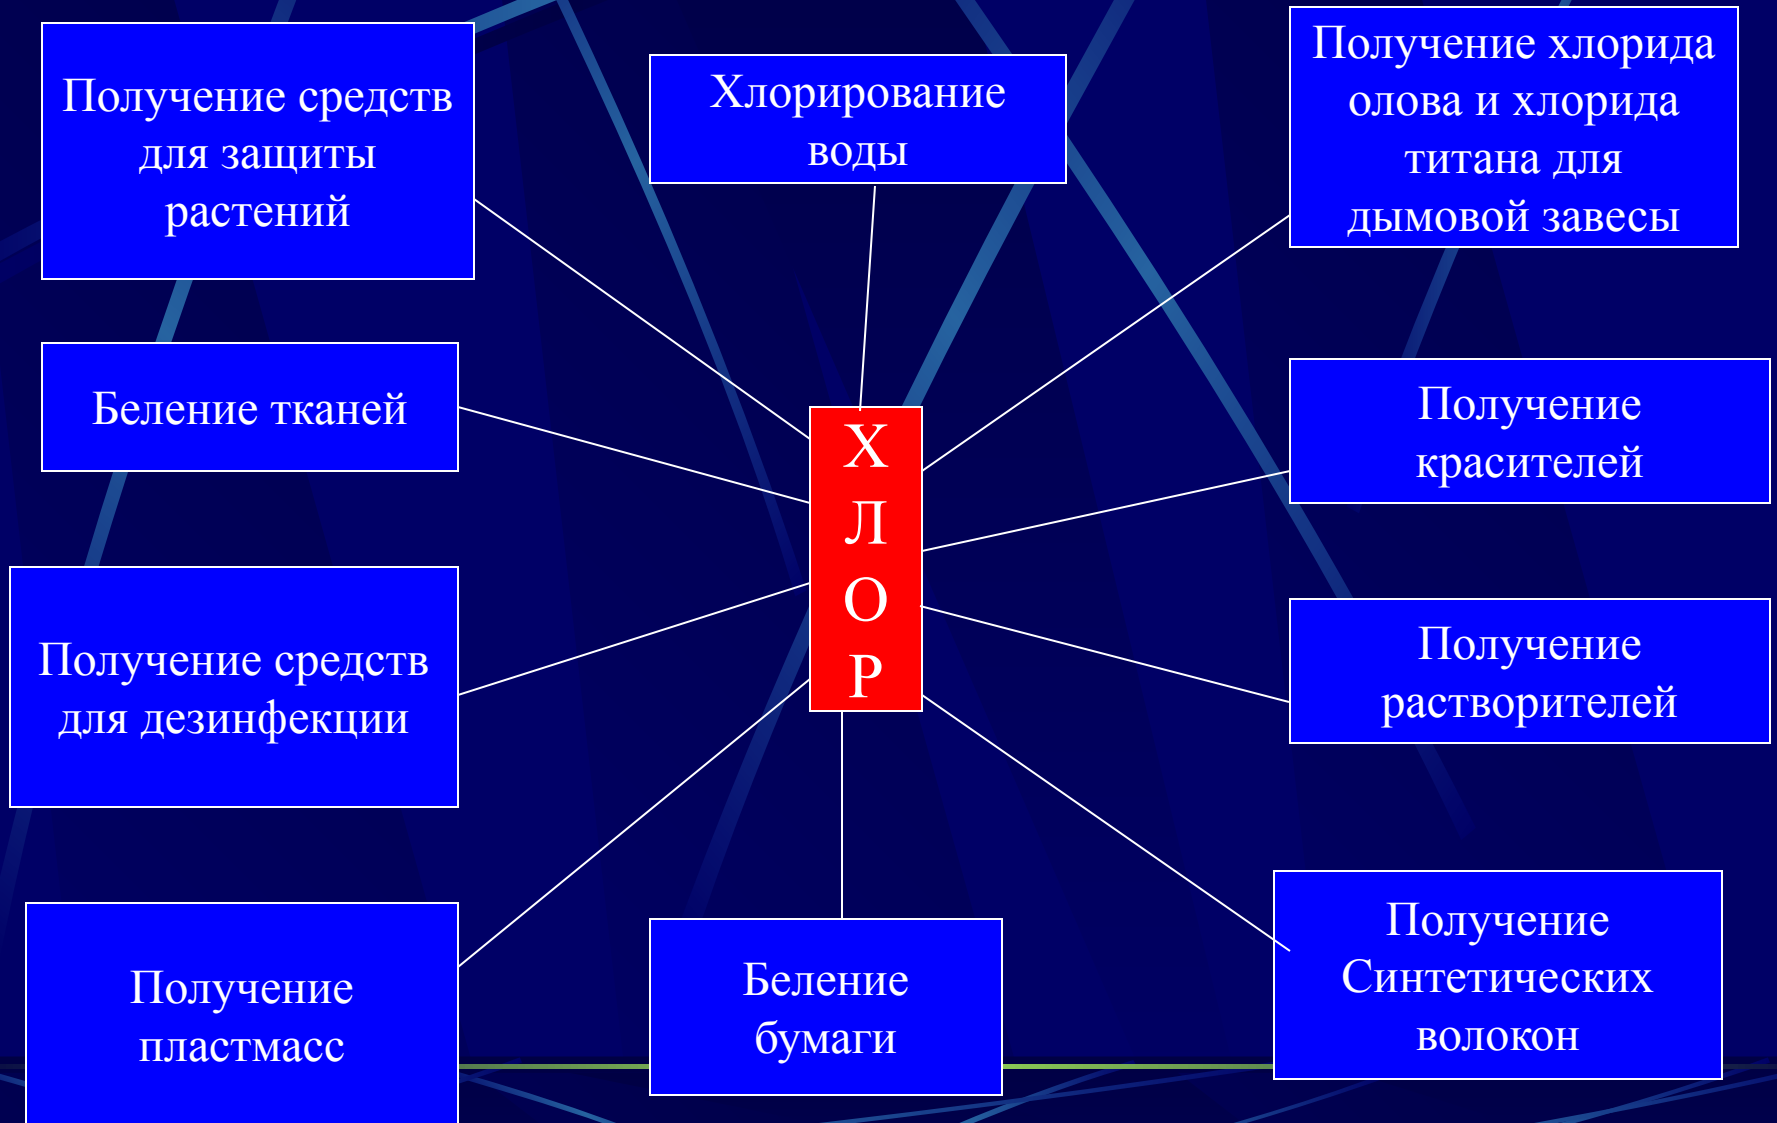 Получение средств
для защиты
растений
Хлорирование
воды
Получение хлорида
олова и хлорида
титана для
дымовой завесы
Беление тканей
Получение
красителей
Х
Л
О
Р
Получение средств
для дезинфекции
Получение
растворителей
Получение
пластмасс
Беление
бумаги
Получение
Синтетических
волокон